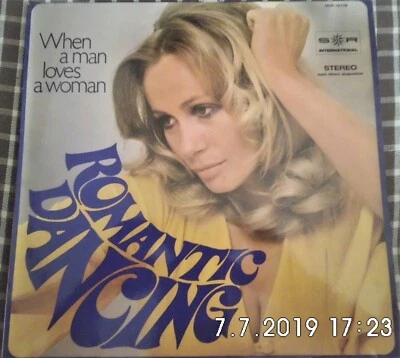 When
a man
loves
a woman
S R
INTERNATIONAL
STEREO
ROMANTIC
DANCING
7.7.2019 17:23